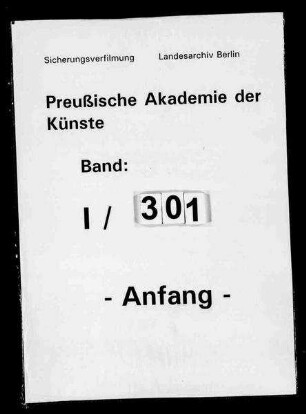 Sicherungsverfilmung Landesarchiv Berlin
Preußische Akademie der
Künste
Band:
I / 301
- Anfang -